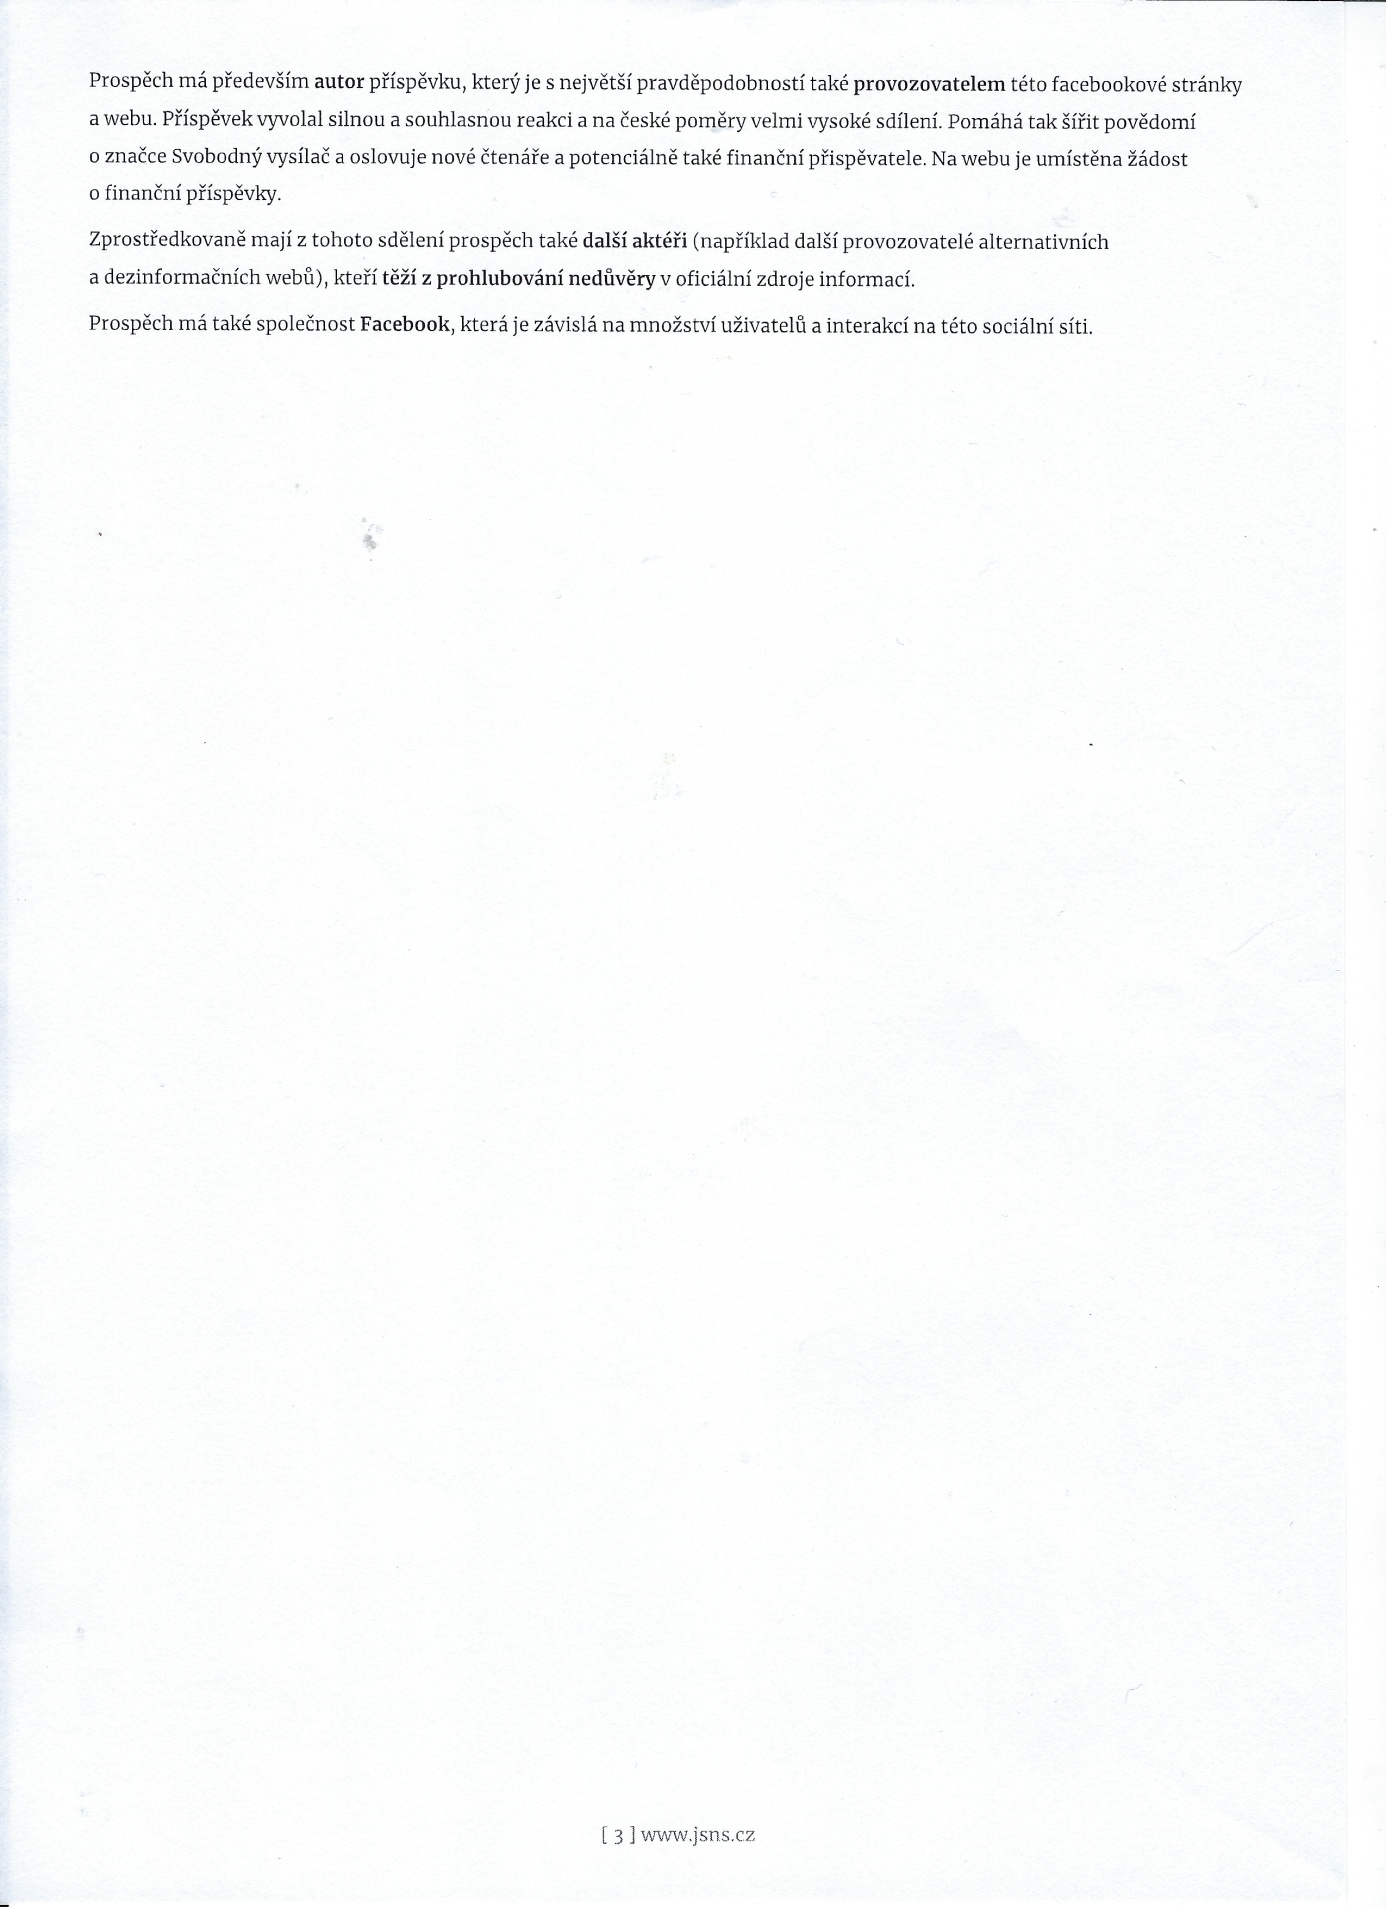 Prospěch má především autor příspěvku, který je s největší pravděpodobností také provozovatelem této facebookové stránky
a webu. Příspěvek vyvolal silnou a souhlasnou reakci a na české poměry velmi vysoké sdílení. Pomáhá tak šířit povědomí
o značce Svobodný vysílač a oslovuje nové čtenáře a potenciálně také finanční přispěvatele. Na webu je umístěna žádost
o finanční příspěvky.
Zprostředkovaně mají z tohoto sdělení prospěch také další aktéři (například další provozovatelé alternativních
a dezinformačních webů), kteří těží z prohlubování nedůvěry v oficiální zdroje informací.
Prospěch má také společnost Facebook, která je závislá na množství uživatelů a interakcí na této sociální síti.
[ 3 ] www.jsns.cz